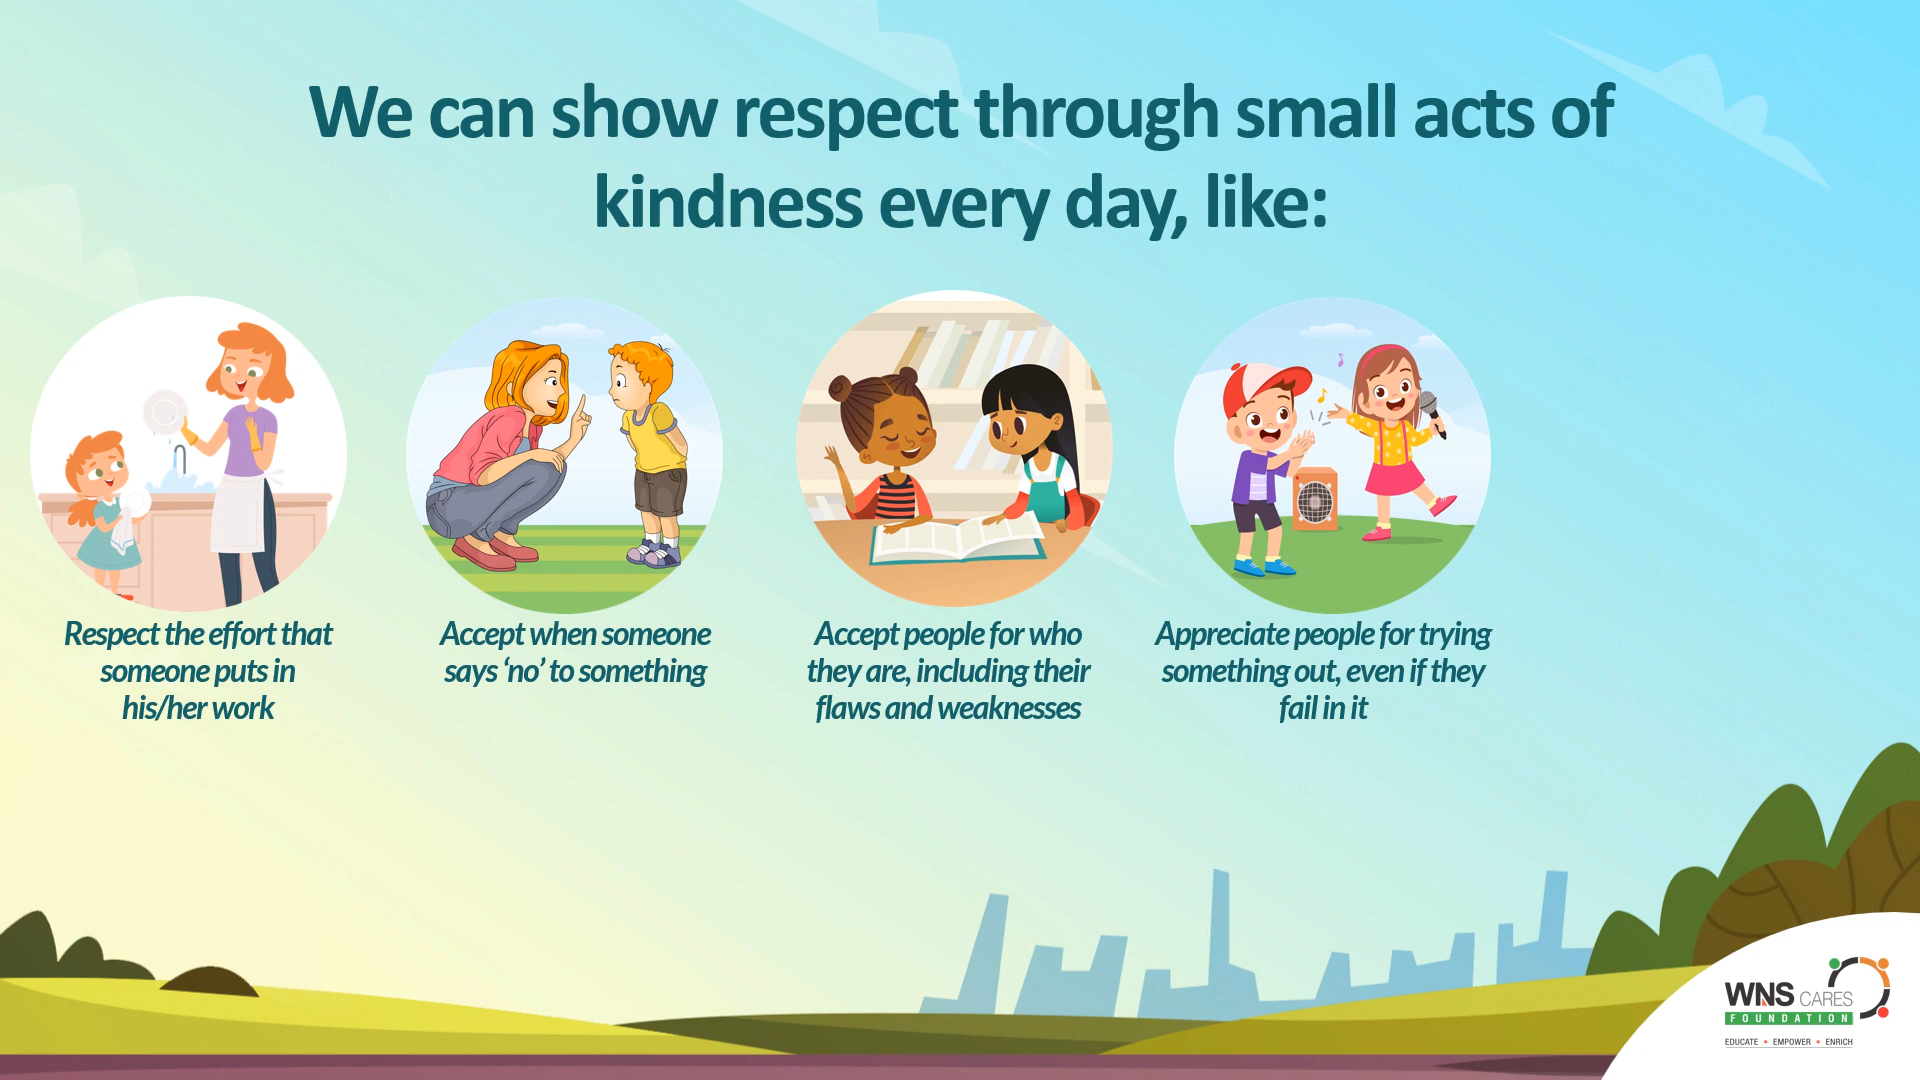 We can show respect through small acts of
kindness every day, like:
Respect the effort that
someone puts in
his/her work
Accept when someone
says ‘no’ to something
Accept people for who
they are, including their
flaws and weaknesses
Appreciate people for trying
something out, even if they
fail in it
WNS CARES
FOUNDATION
EDUCATE • EMPOWER • ENRICH